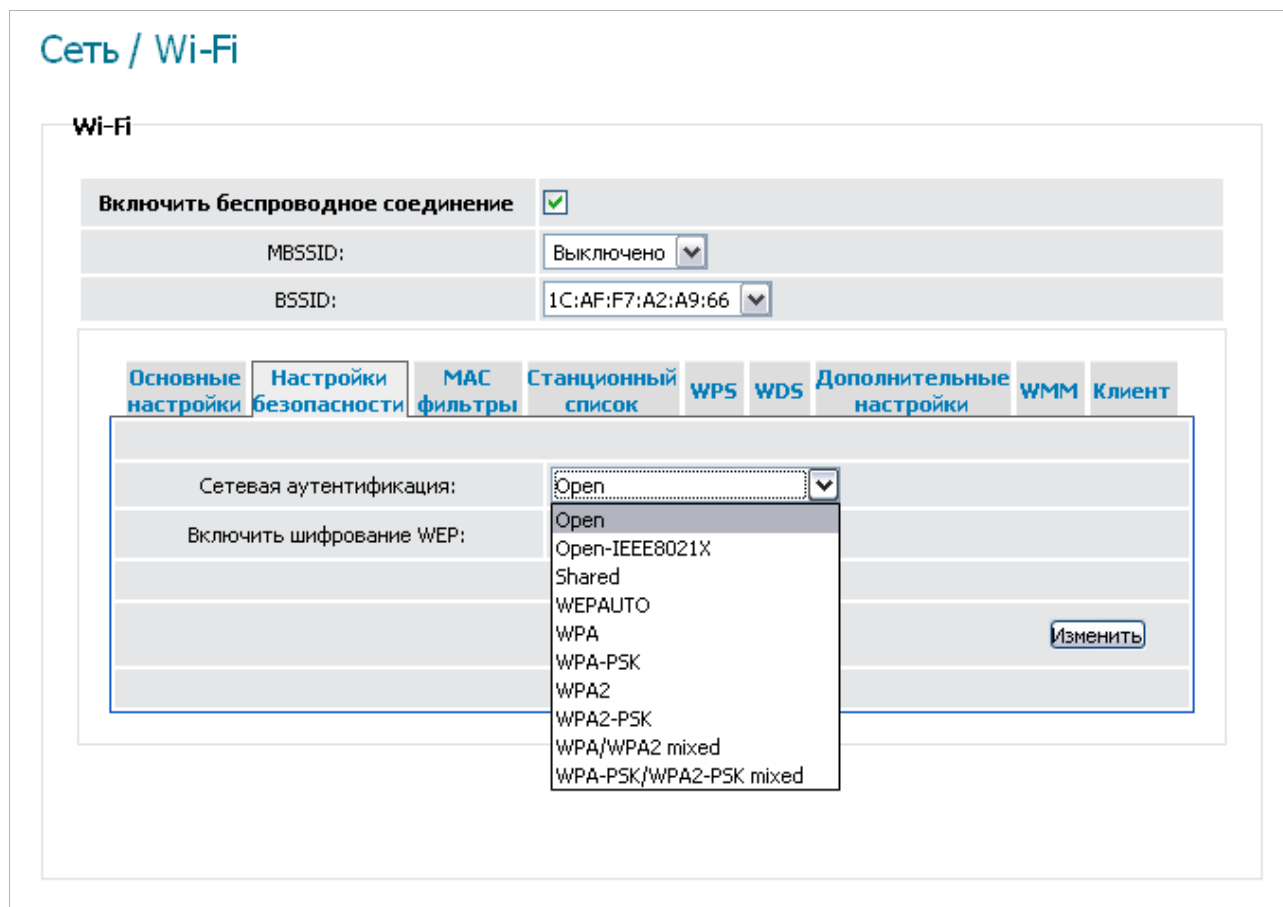 Сеть / Wi-Fi
Wi-Fi
Включить беспроводное соединение
MBSSID:
Выключено
BSSID:
1C:AF:F7:A2:A9:66
Основные настройки
Настройки безопасности
MAC фильтры
Станционный список
WPS
WDS
Дополнительные настройки
WMM
Клиент
Сетевая аутентификация:
Open
Включить шифрование WEP:
Open
Open-IEEE8021X
Shared
WEPAUTO
WPA
WPA-PSK
WPA2
WPA2-PSK
WPA/WPA2 mixed
WPA-PSK/WPA2-PSK mixed
Изменить